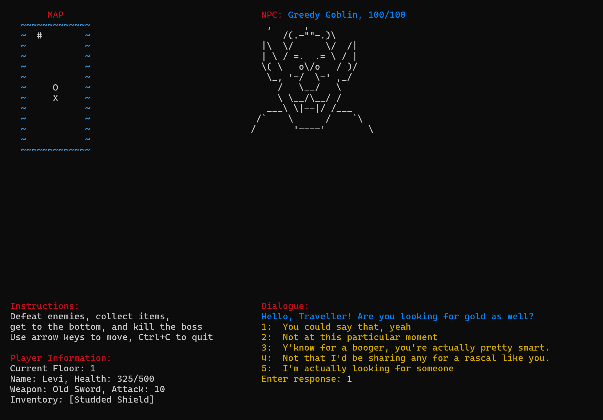 MAP
~~~~~~~~~~~~~
~  #        ~
~           ~
~           ~
~           ~
~           ~
~     O     ~
~     X     ~
~           ~
~           ~
~           ~
~           ~
~~~~~~~~~~~~~
NPC: Greedy Goblin, 100/100
Instructions:
Defeat enemies, collect items,
get to the bottom, and kill the boss
Use arrow keys to move, Ctrl+C to quit
Player Information:
Current Floor: 1
Name: Levi, Health: 325/500
Weapon: Old Sword, Attack: 10
Inventory: [Studded Shield]
Dialogue:
Hello, Traveller! Are you looking for gold as well?
1:  You could say that, yeah
2:  Not at this particular moment
3:  Y'know for a booger, you're actually pretty smart.
4:  Not that I'd be sharing any for a rascal like you.
5:  I'm actually looking for someone
Enter response: 1